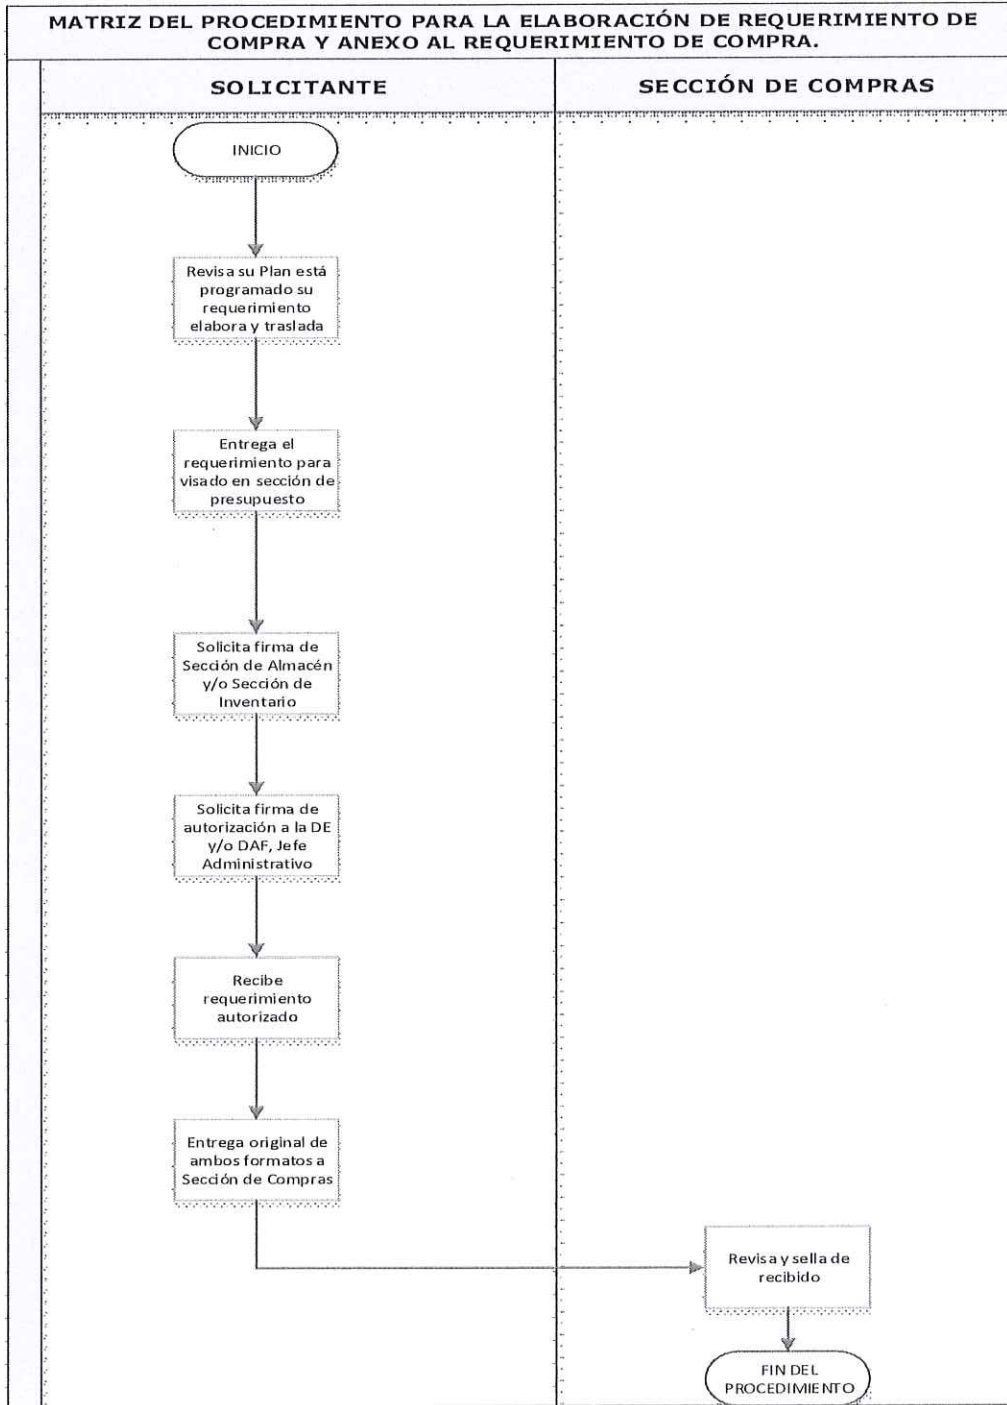 MATRIZ DEL PROCEDIMIENTO PARA LA ELABORACIÓN DE REQUERIMIENTO DE
COMPRA Y ANEXO AL REQUERIMIENTO DE COMPRA.
SOLICITANTE
SECCIÓN DE COMPRAS
INICIO
Revisa su Plan está
programado su
requerimiento
elabora y traslada
Entrega el
requerimiento para
visado en sección de
presupuesto
Solicita firma de
Sección de Almacén
y/o Sección de
Inventario
Solicita firma de
autorización a la DE
y/o DAF, Jefe
Administrativo
Recibe
requerimiento
autorizado
Entrega original de
ambos formatos a
Sección de Compras
Revisa y sella de
recibido
FIN DEL
PROCEDIMIENTO